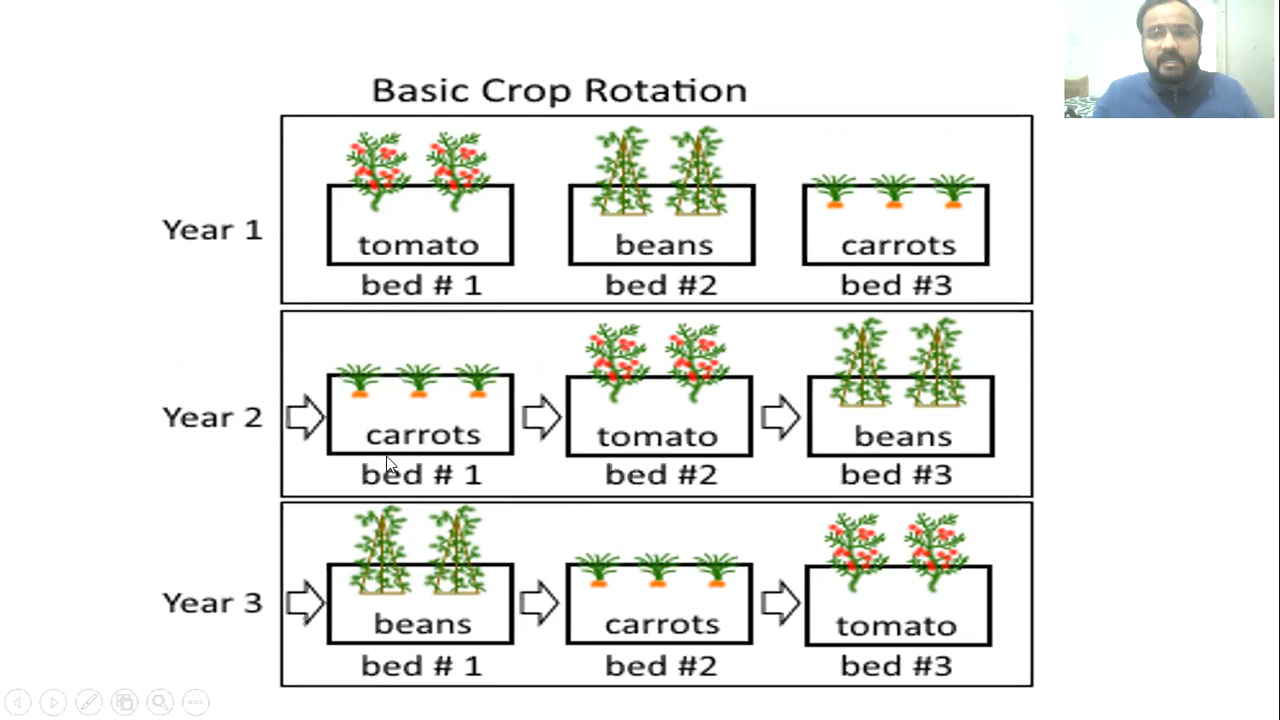 Basic Crop Rotation
Year 1
tomato beans carrots
bed # 1 bed #2 bed #3
Year 2
carrots tomato beans
bed # 1 bed #2 bed #3
Year 3
beans carrots tomato
bed # 1 bed #2 bed #3